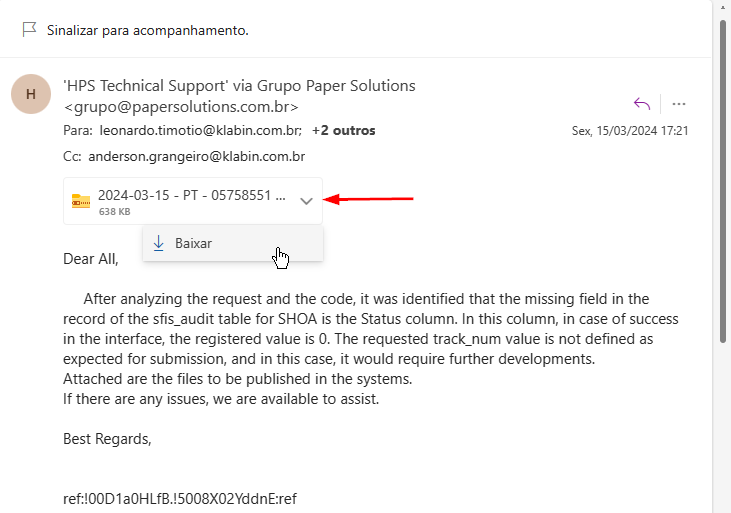 Sinalizar para acompanhamento.
H
'HPS Technical Support' via Grupo Paper Solutions
<grupo@papersolutions.com.br>
Para: leonardo.timotio@klabin.com.br; +2 outros
Sex, 15/03/2024 17:21
Cc: anderson.grangeiro@klabin.com.br
2024-03-15 - PT - 05758551 ...
638 KB
Baixar
Dear All,
After analyzing the request and the code, it was identified that the missing field in the
record of the sfis_audit table for SHOA is the Status column. In this column, in case of success
in the interface, the registered value is 0. The requested track_num value is not defined as
expected for submission, and in this case, it would require further developments.
Attached are the files to be published in the systems.
If there are any issues, we are available to assist.
Best Regards,
ref:!00D1a0HLfB.!5008X02YddnE:ref